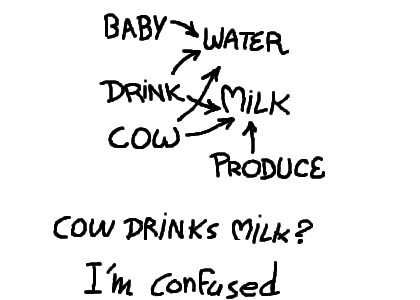 BABY
WATER
DRINK
MILK
COW
PRODUCE
COW DRINKS MILK?
I'm confused